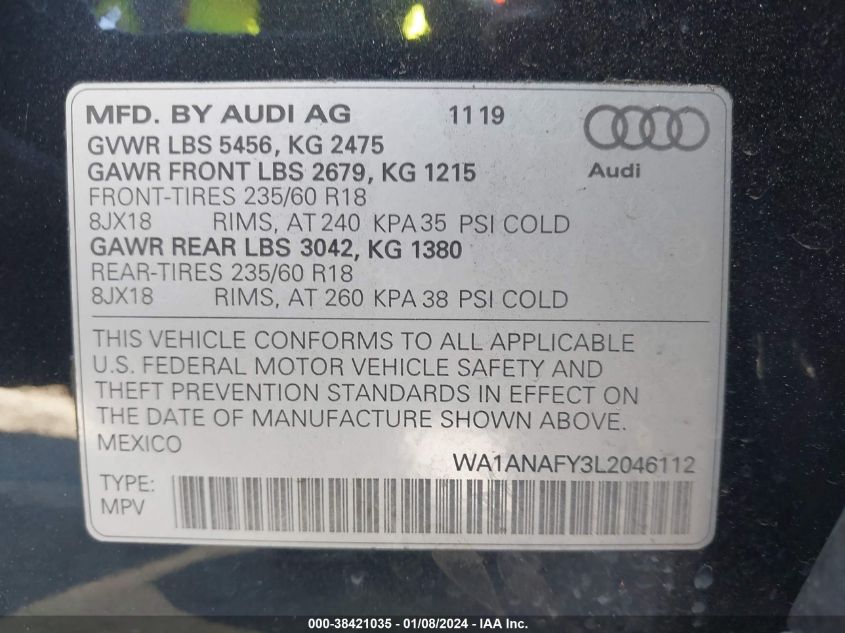 MFD. BY AUDI AG 11 19
GVWR LBS 5456, KG 2475
GAWR FRONT LBS 2679, KG 1215
Audi
FRONT-TIRES 235/60 R18
8JX18 RIMS, AT 240 KPA 35 PSI COLD
GAWR REAR LBS 3042, KG 1380
REAR-TIRES 235/60 R18
8JX18 RIMS, AT 260 KPA 38 PSI COLD
THIS VEHICLE CONFORMS TO ALL APPLICABLE
U.S. FEDERAL MOTOR VEHICLE SAFETY AND
THEFT PREVENTION STANDARDS IN EFFECT ON
THE DATE OF MANUFACTURE SHOWN ABOVE.
MEXICO
WA1ANAFY3L2046112
TYPE:
MPV
000-38421035 - 01/08/2024 - IAA Inc.